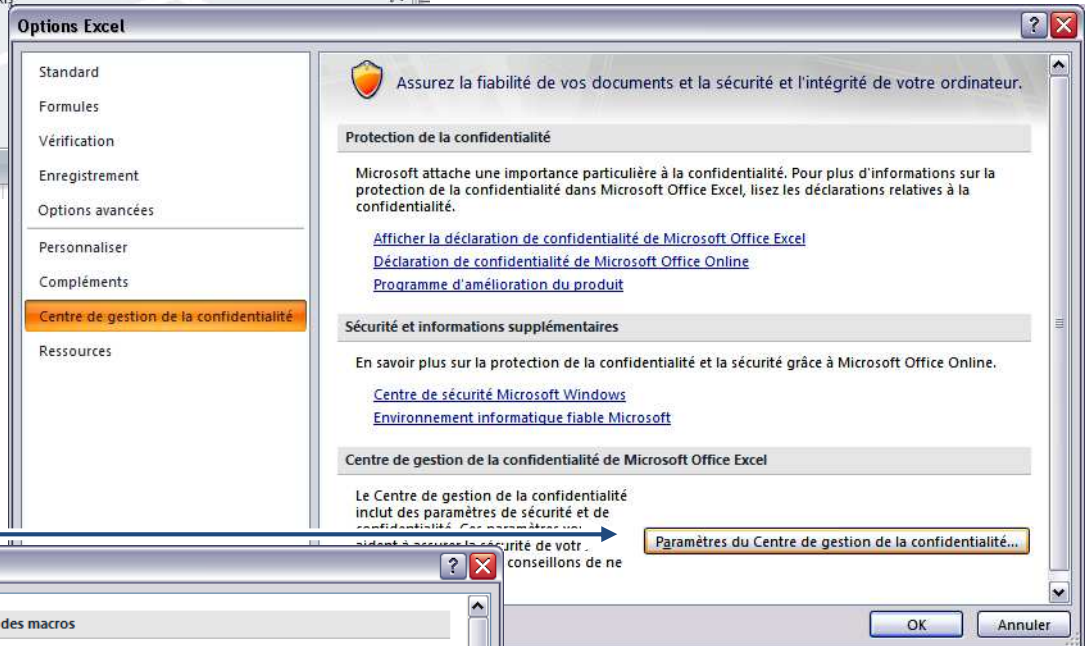 Options Excel
Standard
Formules
Vérification
Enregistrement
Options avancées
Personnaliser
Compléments
Centre de gestion de la confidentialité
Ressources
Assurez la fiabilité de vos documents et la sécurité et l'intégrité de votre ordinateur.
Protection de la confidentialité
Microsoft attache une importance particulière à la confidentialité. Pour plus d'informations sur la
protection de la confidentialité dans Microsoft Office Excel, lisez les déclarations relatives à la
confidentialité.
Afficher la déclaration de confidentialité de Microsoft Office Excel
Déclaration de confidentialité de Microsoft Office Online
Programme d'amélioration du produit
Sécurité et informations supplémentaires
En savoir plus sur la protection de la confidentialité et la sécurité grâce à Microsoft Office Online.
Centre de sécurité Microsoft Windows
Environnement informatique fiable Microsoft
Centre de gestion de la confidentialité de Microsoft Office Excel
Le Centre de gestion de la confidentialité
inclut des paramètres de sécurité et de
confidentialité. Ces paramètres
aident à assurer la sécurité de
conseillons de ne
Paramètres du Centre de gestion de la confidentialité...
des macros
OK
Annuler